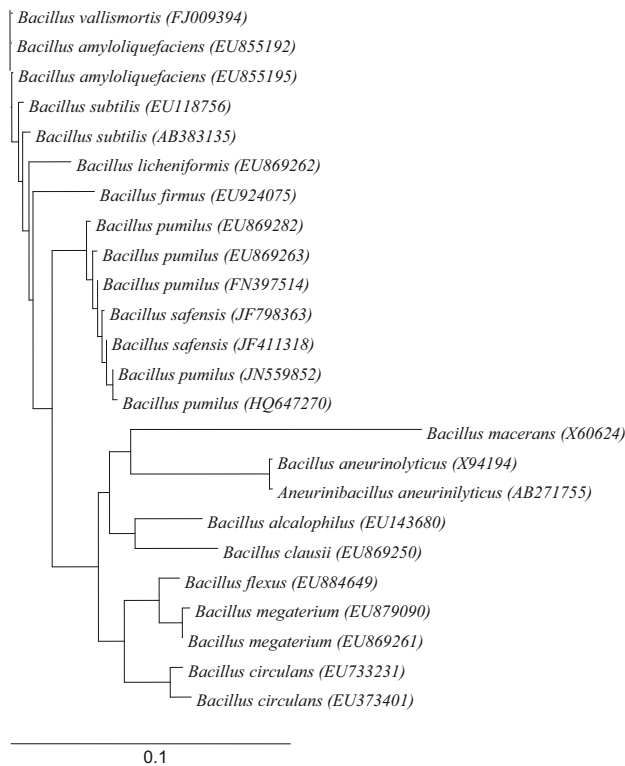 Bacillus vallismortis (FJ009394)
Bacillus amyloliquefaciens (EU855192)
Bacillus amyloliquefaciens (EU855195)
Bacillus subtilis (EU118756)
Bacillus subtilis (AB383135)
Bacillus licheniformis (EU869262)
Bacillus firmus (EU924075)
Bacillus pumilus (EU869282)
Bacillus pumilus (EU869263)
Bacillus pumilus (FN397514)
Bacillus safensis (JF798363)
Bacillus safensis (JF411318)
Bacillus pumilus (JN559852)
Bacillus pumilus (HQ647270)
Bacillus macerans (X60624)
Bacillus aneurinolyticus (X94194)
Aneurinibacillus aneurinilyticus (AB271755)
Bacillus alcalophilus (EU143680)
Bacillus clausii (EU869250)
Bacillus flexus (EU884649)
Bacillus megaterium (EU879090)
Bacillus megaterium (EU869261)
Bacillus circulans (EU733231)
Bacillus circulans (EU373401)
0.1